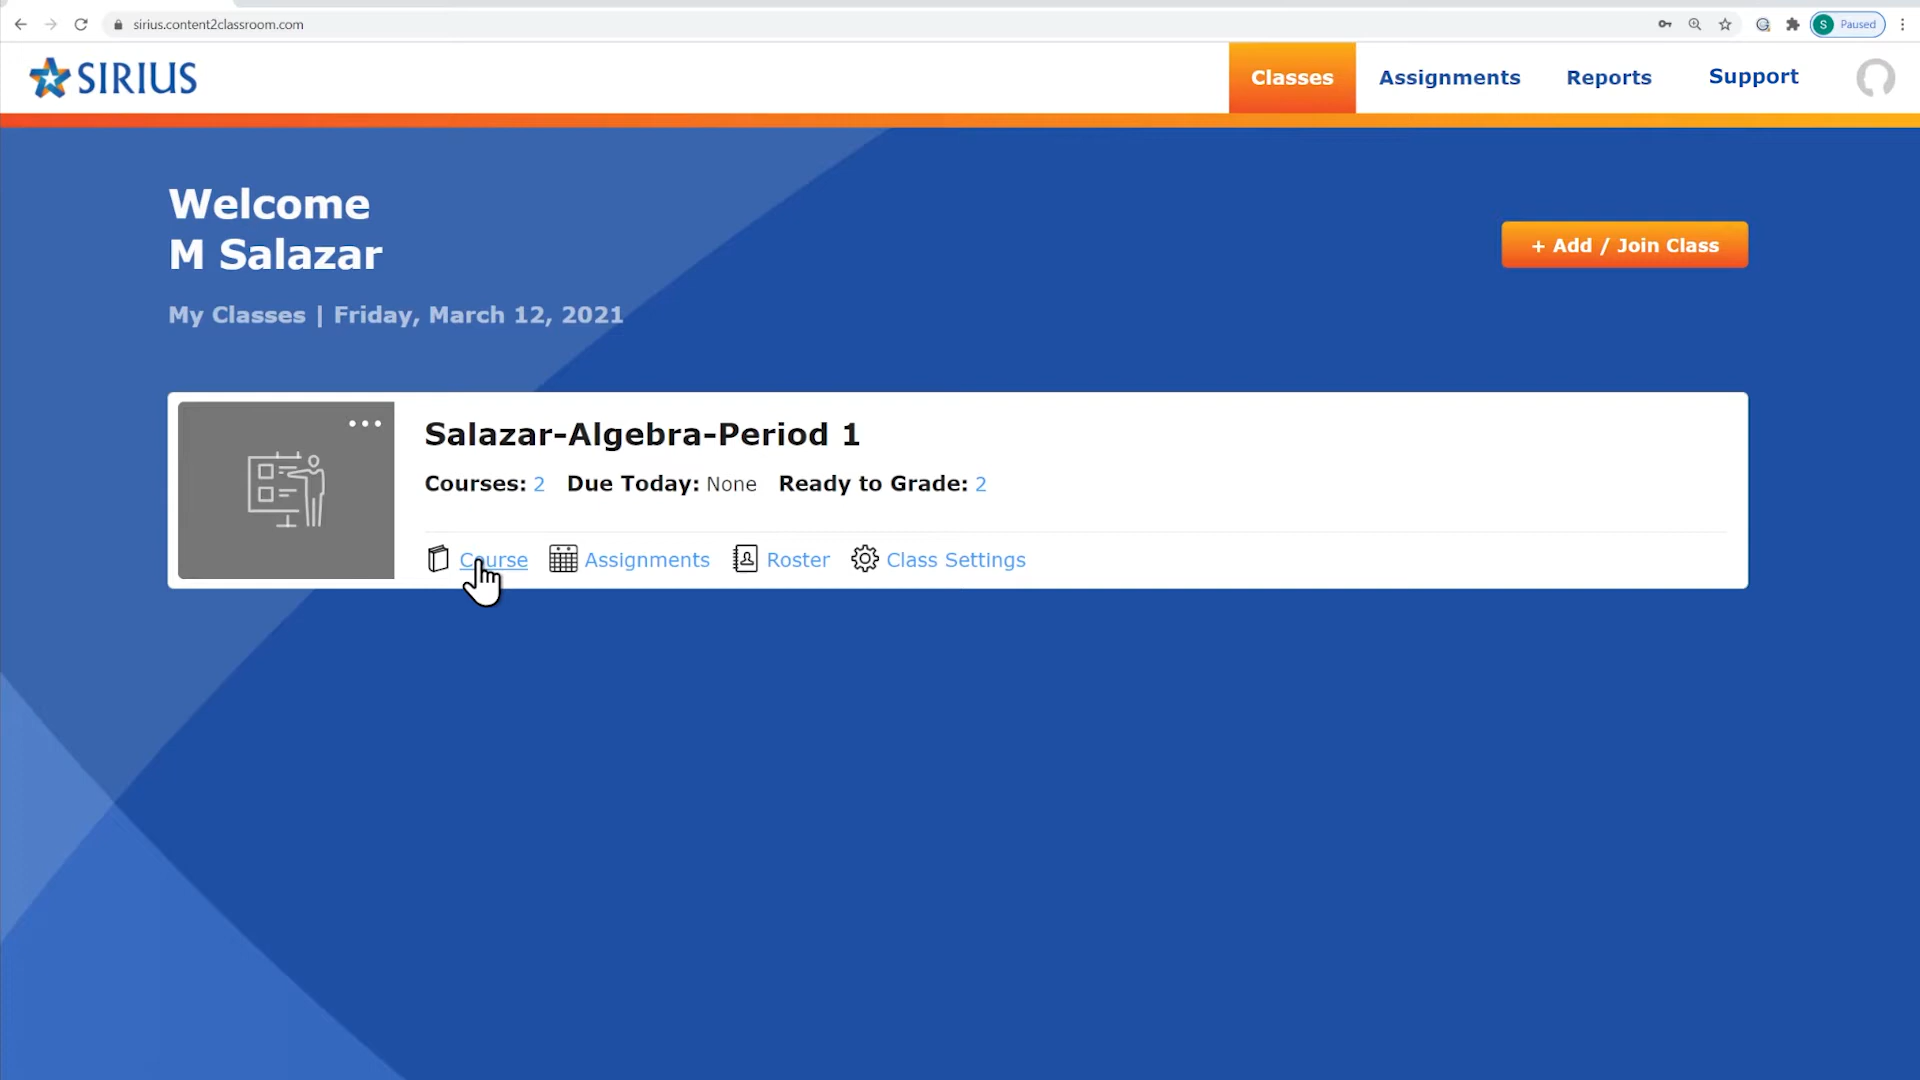 sirius.content2classroom.com
S Paused
SIRIUS
Classes Assignments Reports Support
Welcome
M Salazar
+ Add / Join Class
My Classes | Friday, March 12, 2021
Salazar-Algebra-Period 1
Courses: 2 Due Today: None Ready to Grade: 2
Course Assignments Roster Class Settings